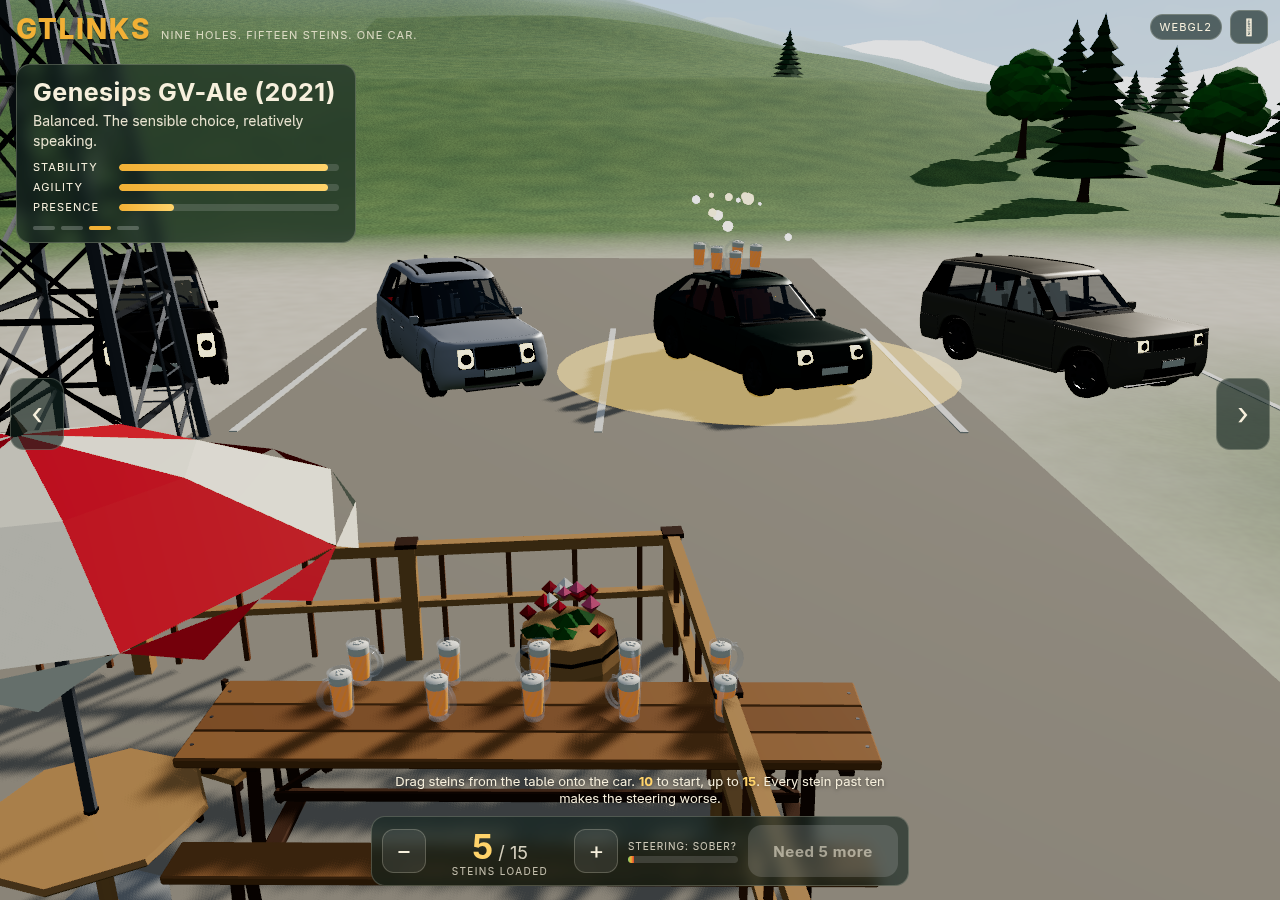 GTLINKS NINE HOLES. FIFTEEN STEINS. ONE CAR.
WEBGL2
Genesips GV-Ale (2021)
Balanced. The sensible choice, relatively
speaking.
STABILITY
AGILITY
PRESENCE
Drag steins from the table onto the car. 10 to start, up to 15. Every stein past ten
makes the steering worse.
5 / 15
STEINS LOADED
STEERING: SOBER?
Need 5 more